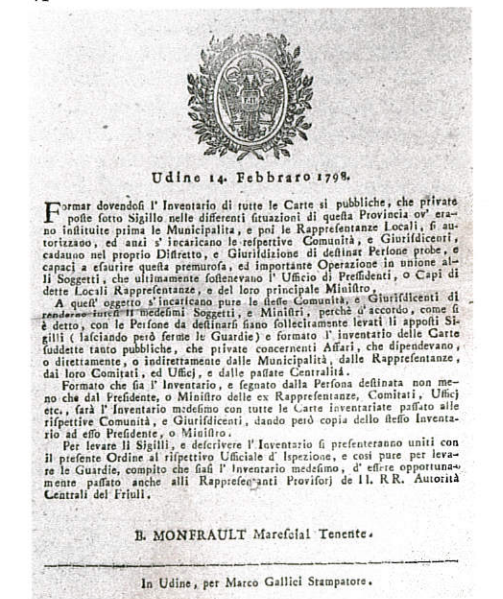 Udine 14. Febbraro 1798.
Formar dovendosi l' Inventario di tutte le Carte sì pubbliche, che private
poste sotto Sigillo nelle differenti situazioni di questa Provincia ov' era-
no instituite prima le Municipalita, e poi le Rappresentanze Locali, si au-
torizzano, ed anzi s' incaricano le respertive Comunità, e Giurisdicenti,
cadauno nel proprio Distretto, e Giurisdizione di destinar Persone probe, e
capaci a esaurire questa premurosa, ed importante Operazione in unione al-
li Soggetti, che ultimamente sostenevano l' Ufficio di Pressidenti, o Capi di
dette Locali Rappresentanze, e del loro principale Ministro,
A quest' oggetto s' incaricano pure le stesse Comunità, e Giurisdicenti di
renderne intesi li medesimi Soggetti, e Ministri, perchè d' accordo, come si
è detto, con le Persone da destinarsi siano sollecitamente levati li apposti Si-
gilli ( lasciando però ferme le Guardie) e formato l' inventario delle Carte
suddette tanto pubbliche, che private concernenti Affari, che dipendevano,
o direttamente, o indirettamente dalle Municipalità, dalle Rappresentanze,
dai loro Comitati, ed Ufficj, e dalle passate Centralità.
Formato che sia l' Inventario, e segnato dalla Persona destinata non me-
no che dal Presidente, o Ministro delle ex Rappresentanze, Comitati, Ufficj
etc., sarà l' Inventario medesimo con tutte le Carte inventariate passato alle
rispettive Comunità, e Giurisdicenti, dando però copia dello stesso Inventa-
rio ad esso Presidente, o Ministro.
Per levare li Sigilli, e descrivere l' Inventario si presenteranno uniti con
il presente Ordine al rispettivo Ufficiale d' Ispezione, e così pure per leva-
re le Guardie, compito che siasi l' Inventario medesimo, d' essere opportuna-
mente passato anche alli Rappresentanti Provisorj de II. RR. Autorità
Centrali del Friuli.
B. MONFRAULT Marescial Tenente.
In Udine, per Marco Gallici Stampatore.